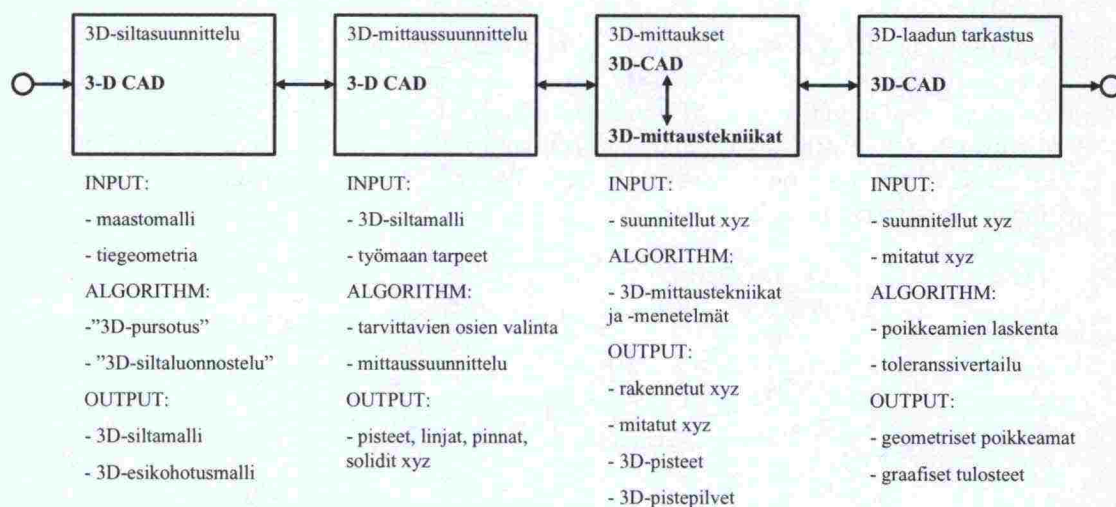 3D-siltasuunnittelu
3-D CAD
INPUT:
- maastomalli
- tiegeometria
ALGORITHM:
-”3D-pursotus”
- ”3D-siltaluonnostelu”
OUTPUT:
- 3D-siltamalli
- 3D-esikohotusmalli
3D-mittaussuunnittelu
3-D CAD
INPUT:
- 3D-siltamalli
- työmaan tarpeet
ALGORITHM:
- tarvittavien osien valinta
- mittaussuunnittelu
OUTPUT:
- pisteet, linjat, pinnat,
solidit xyz
3D-mittaukset
3D-CAD
3D-mittaustekniikat
INPUT:
- suunnitellut xyz
ALGORITHM:
- 3D-mittaustekniikat
ja -menetelmät
OUTPUT:
- rakennetut xyz
- mitatut xyz
- 3D-pisteet
- 3D-pistepilvet
3D-laadun tarkastus
3D-CAD
INPUT:
- suunnitellut xyz
- mitatut xyz
ALGORITHM:
- poikkeamien laskenta
- toleranssivertailu
OUTPUT:
- geometriset poikkeamat
- graafiset tulosteet